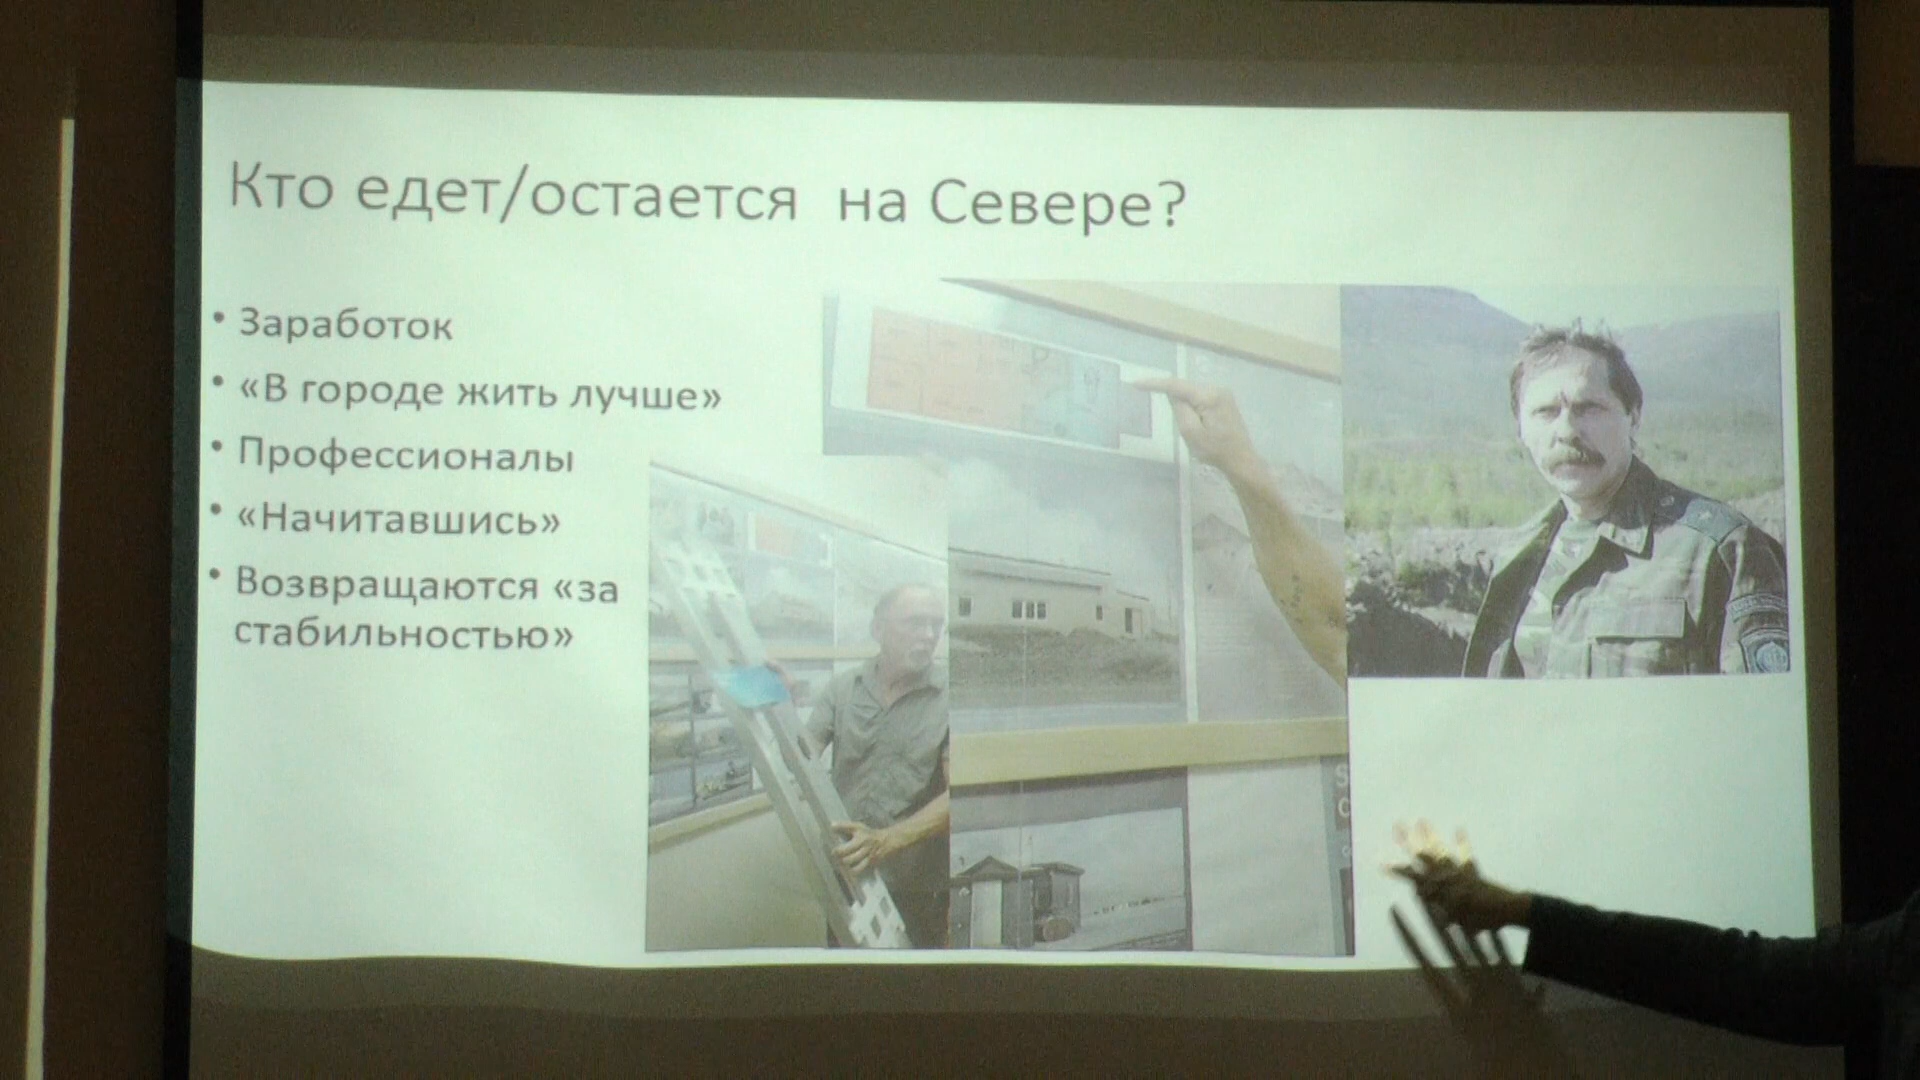 Кто едет/остается на Севере?
• Заработок
• «В городе жить лучше»
• Профессионалы
• «Начитавшись»
• Возвращаются «за
стабильностью»